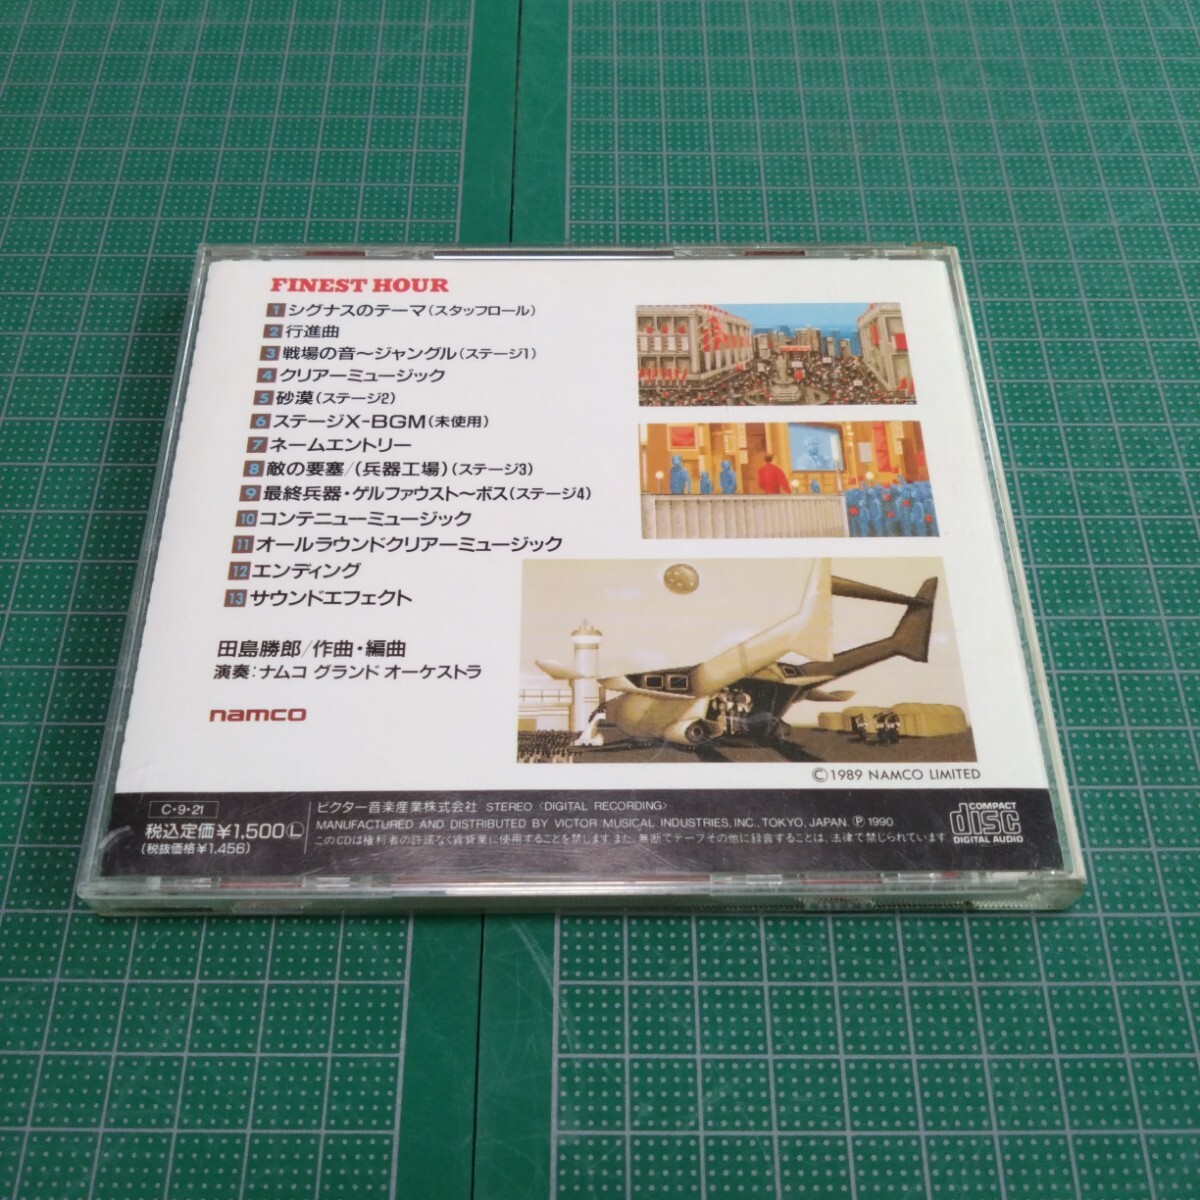 FINEST HOUR
1 シグナスのテーマ(スタッフロール)
2 行進曲
3 戦場の音〜ジャングル(ステージ1)
4 クリアーミュージック
5 砂漠(ステージ2)
6 ステージX-BGM(未使用)
7 ネームエントリー
8 敵の要塞/(兵器工場)(ステージ3)
9 最終兵器・ゲルファウスト〜ボス(ステージ4)
10 コンテニューミュージック
11 オールラウンドクリアーミュージック
12 エンディング
13 サウンドエフェクト
田島勝郎/作曲・編曲
演奏:ナムコ グランド オーケストラ
namco
©1989 NAMCO LIMITED
C・9・21
税込定価¥1,500Ⓛ
(税抜価格¥1,456)
ビクター音楽産業株式会社 STEREO〈DIGITAL RECORDING〉
MANUFACTURED AND DISTRIBUTED BY VICTOR MUSICAL INDUSTRIES, INC., TOKYO, JAPAN. Ⓟ 1990
このCDは権利者の許諾なく賃貸業に使用することを禁じます。また、無断でテープその他に録音することは、法律で禁じられています。
COMPACT
disc
DIGITAL AUDIO